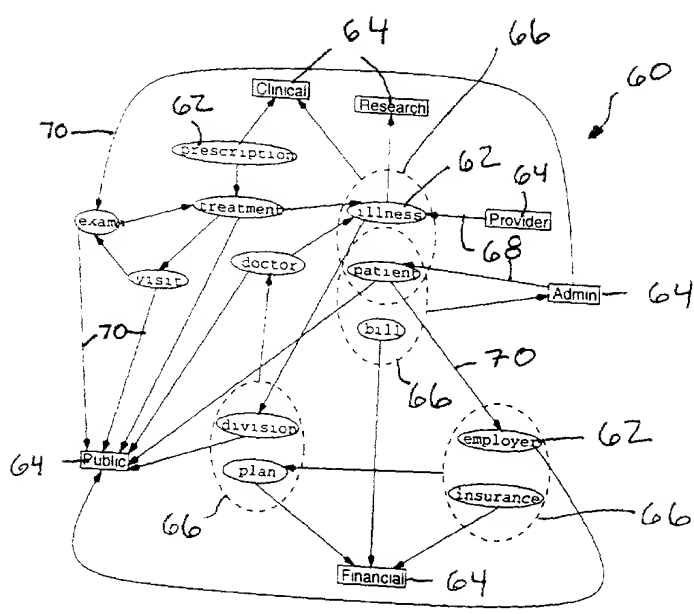 64
66
60
Clinical
Research
70
62
prescription
62
64
treatment
illness
Provider
exam
68
doctor
visit
patient
Admin
64
bill
70
70
66
division
employer
62
64
Public
plan
insurance
66
66
Financial
64